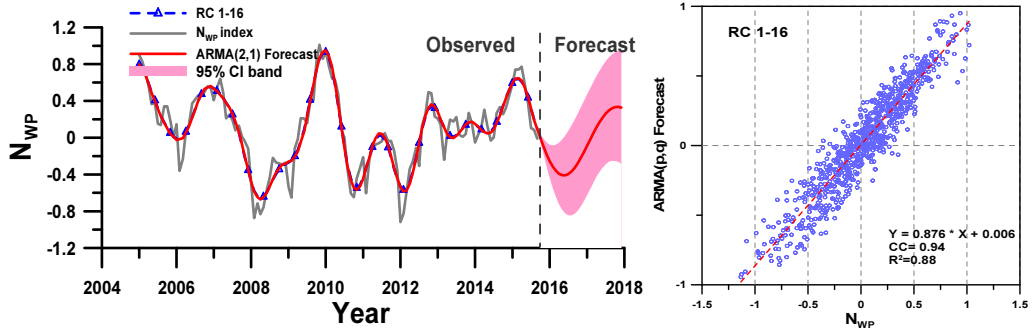 RC 1-16
N_WP index
ARMA(2,1) Forecast
95% CI band
Observed
Forecast
1.2
0.8
0.4
0
-0.4
-0.8
-1.2
N_WP
2004 2006 2008 2010 2012 2014 2016 2018
Year
RC 1-16
1
0
-1
ARMA(p,q) Forecast
Y = 0.876 * X + 0.006
CC= 0.94
R²=0.88
-1.5 -1 -0.5 0 0.5 1 1.5
N_WP